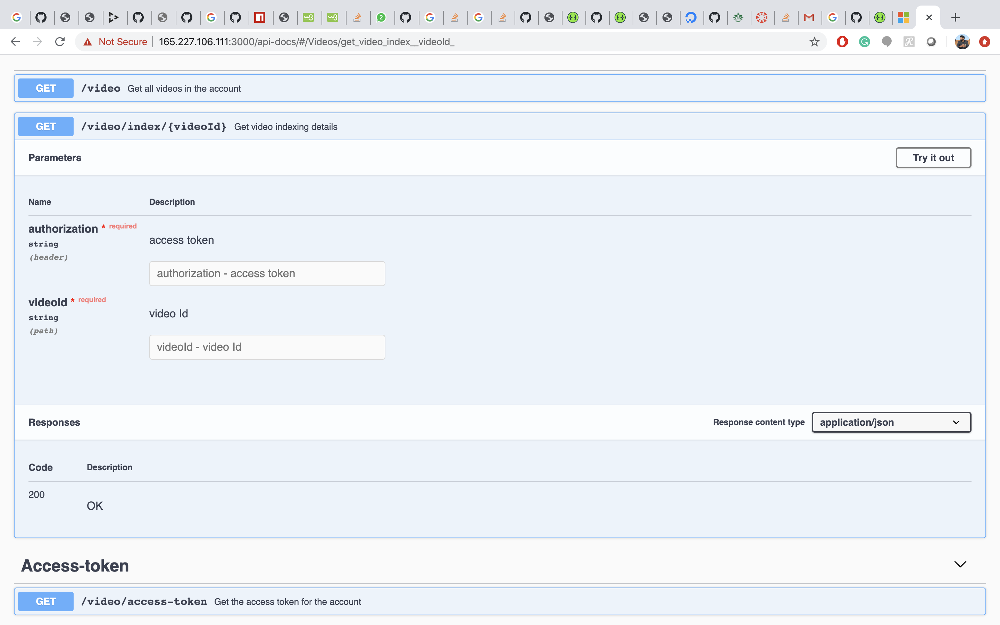 w3
w3
2
Not Secure
165.227.106.111:3000/api-docs/#/Videos/get_video_index__videoId_
GET /video Get all videos in the account
GET /video/index/{videoId} Get video indexing details
Parameters
Try it out
Name Description
authorization * required
string
(header)
access token
authorization - access token
videoId * required
string
(path)
video Id
videoId - video Id
Responses
Response content type application/json
Code Description
200
OK
Access-token
GET /video/access-token Get the access token for the account